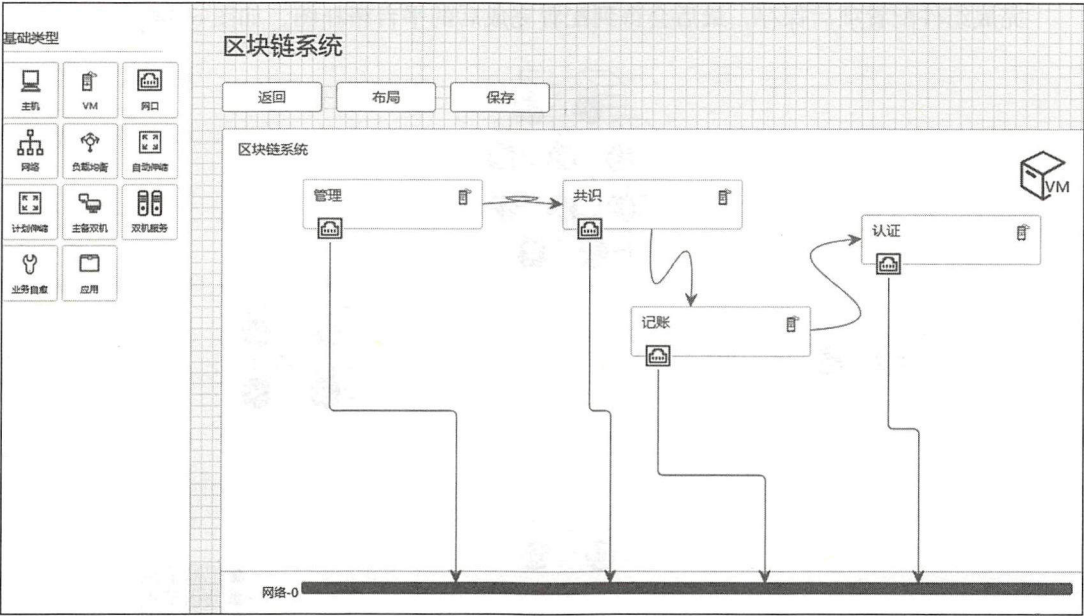 基础类型
主机
VM
网口
网络
负载均衡
自动伸缩
计划伸缩
主备双机
双机服务
业务自愈
应用
区块链系统
返回
布局
保存
区块链系统
VM
管理
共识
认证
记账
网络-0